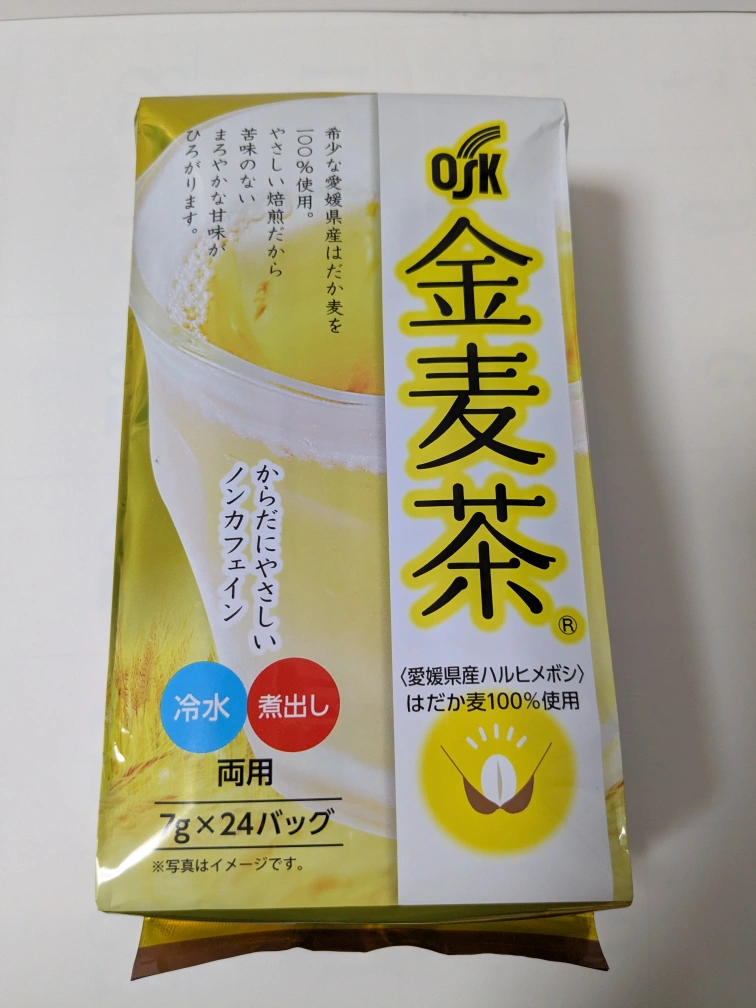 OSK
金麦茶
®
〈愛媛県産ハルヒメボシ〉
はだか麦100%使用
希少な愛媛県産はだか麦を
一〇〇％使用。
やさしい焙煎だから
苦味のない
まろやかな甘味が
ひろがります。
からだにやさしい
ノンカフェイン
冷水
煮出し
両用
7g×24バッグ
※写真はイメージです。